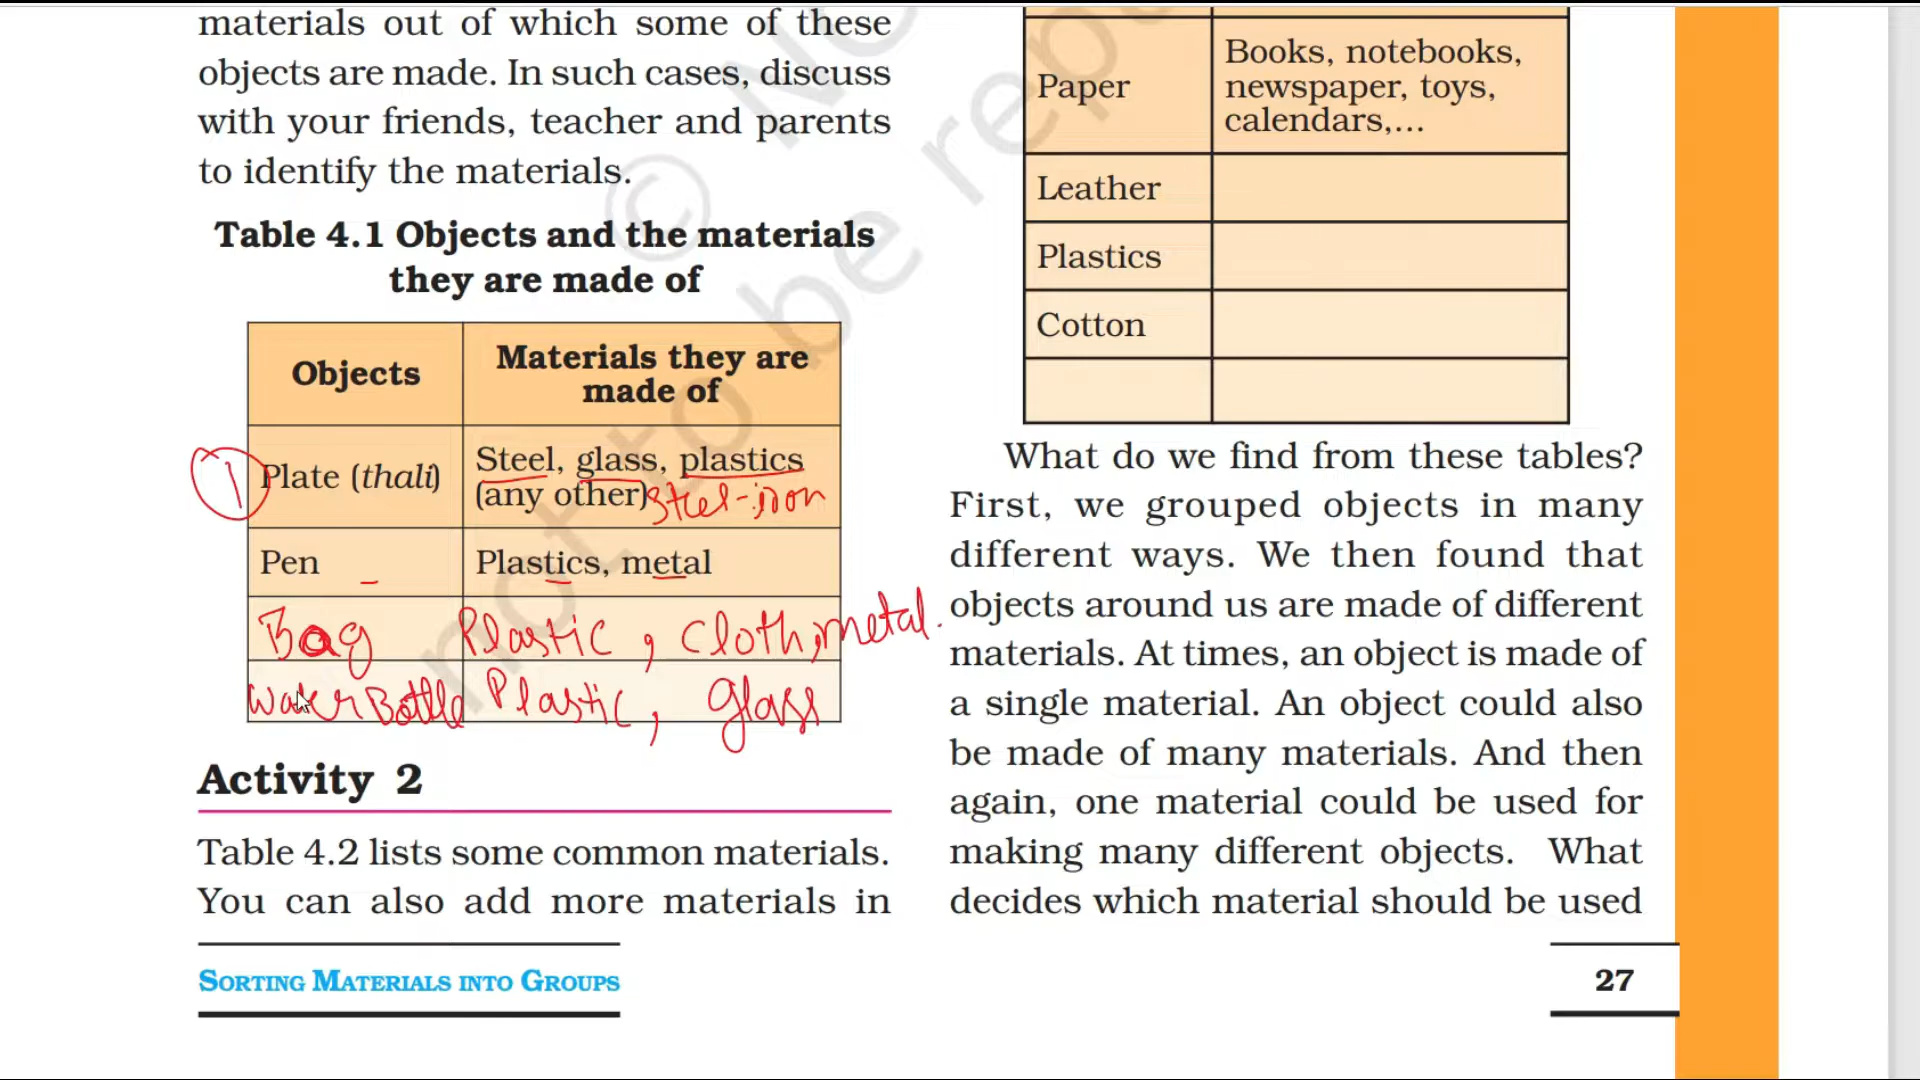 materials out of which some of these
objects are made. In such cases, discuss
with your friends, teacher and parents
to identify the materials.
Table 4.1 Objects and the materials
they are made of
Objects
Materials they are
made of
1
Plate (thali)
Steel, glass, plastics
(any other)
Steel-iron
Pen
Plastics, metal
Bag
Plastic, cloth, metal.
Water Bottle
Plastic, glass
Activity 2
Table 4.2 lists some common materials.
You can also add more materials in
Paper
Books, notebooks,
newspaper, toys,
calendars,...
Leather
Plastics
Cotton
What do we find from these tables?
First, we grouped objects in many
different ways. We then found that
objects around us are made of different
materials. At times, an object is made of
a single material. An object could also
be made of many materials. And then
again, one material could be used for
making many different objects. What
decides which material should be used
SORTING MATERIALS INTO GROUPS
27
not to be
©